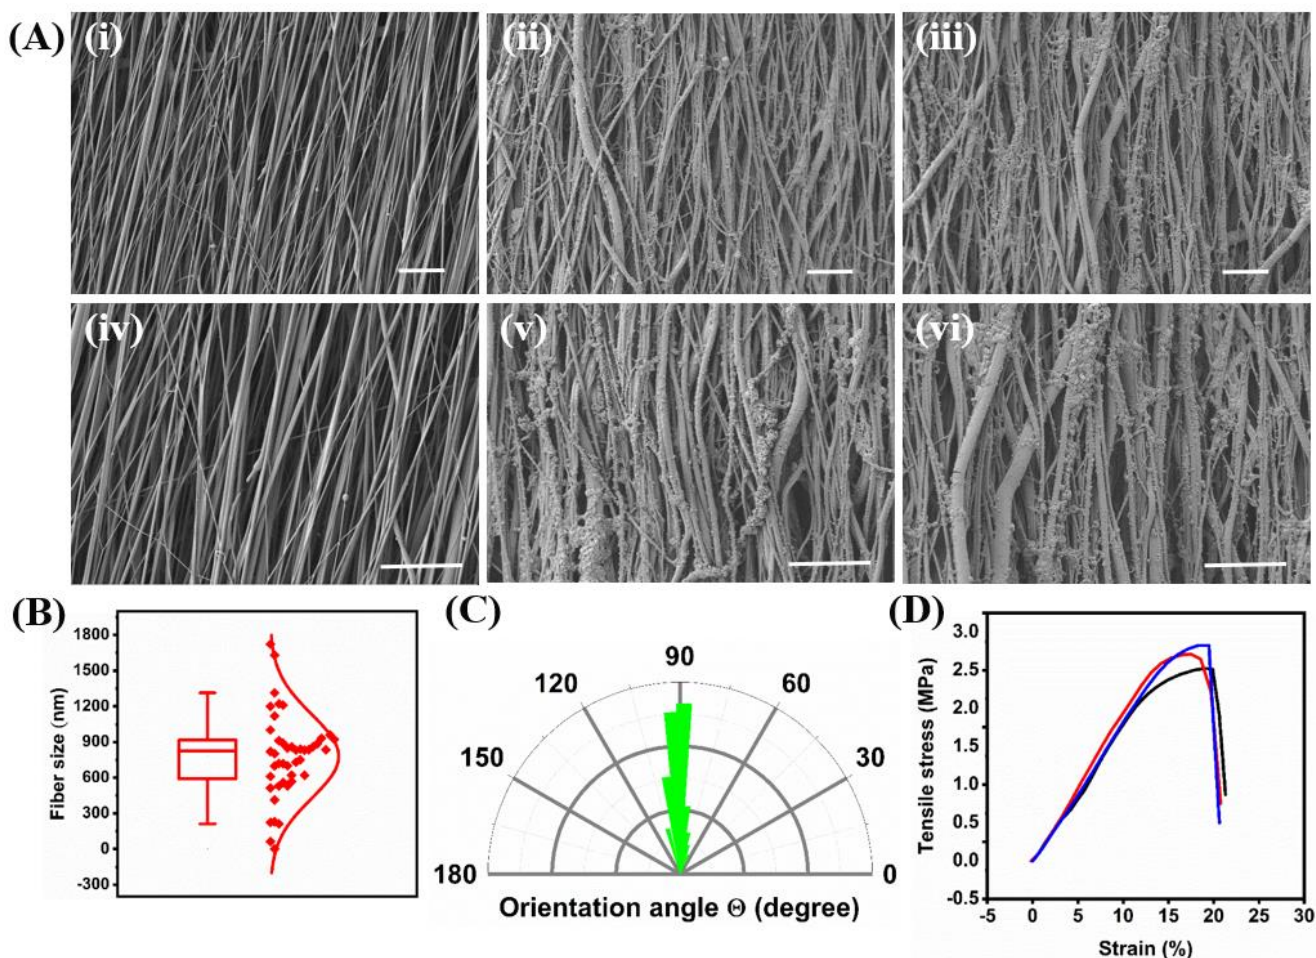 (A)
(i)
(ii)
(iii)
(iv)
(v)
(vi)
(B)
1800
1500
1200
900
600
300
0
-300
Fiber size (nm)
(C)
90
120
60
150
30
180
0
Orientation angle Θ (degree)
(D)
3.0
2.5
2.0
1.5
1.0
0.5
0.0
-0.5
Tensile stress (MPa)
-5 0 5 10 15 20 25 30
Strain (%)